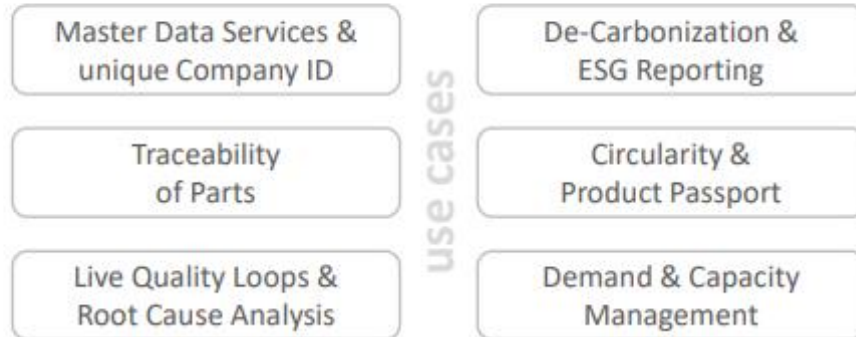 Master Data Services &
unique Company ID
De-Carbonization &
ESG Reporting
Traceability
of Parts
use cases
Circularity &
Product Passport
Live Quality Loops &
Root Cause Analysis
Demand & Capacity
Management